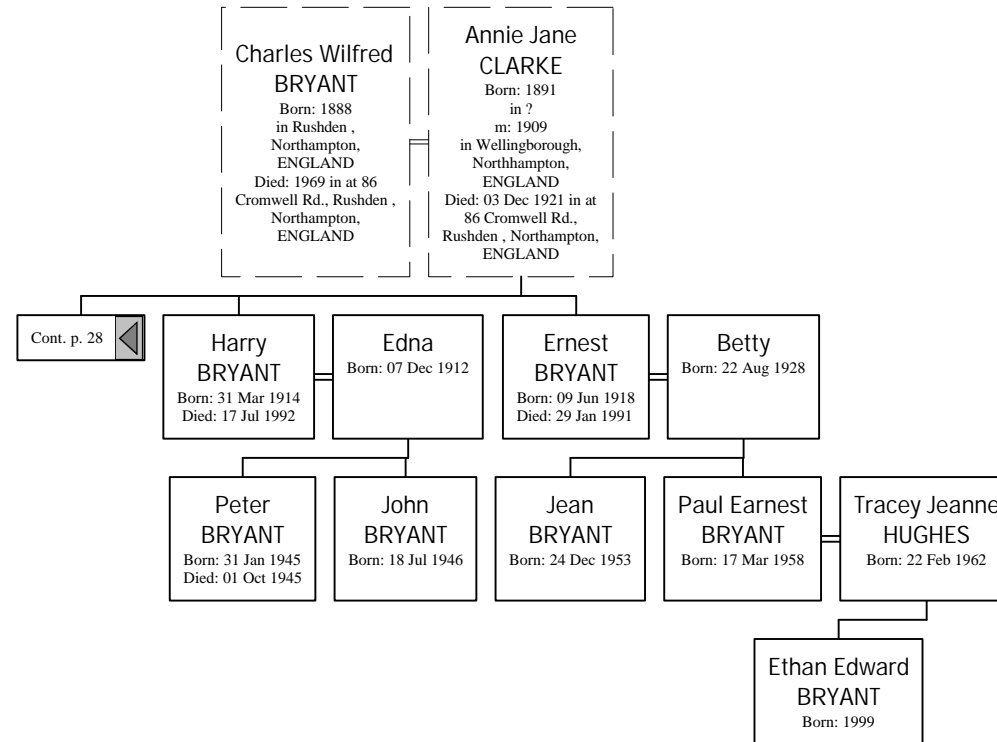 Charles Wilfred
BRYANT
Born: 1888
in Rushden ,
Northampton,
ENGLAND
Died: 1969 in at 86
Cromwell Rd., Rushden ,
Northampton,
ENGLAND
Annie Jane
CLARKE
Born: 1891
in ?
m: 1909
in Wellingborough,
Northhampton,
ENGLAND
Died: 03 Dec 1921 in at
86 Cromwell Rd.,
Rushden , Northampton,
ENGLAND
Cont. p. 28
Harry
BRYANT
Born: 31 Mar 1914
Died: 17 Jul 1992
Edna
Born: 07 Dec 1912
Ernest
BRYANT
Born: 09 Jun 1918
Died: 29 Jan 1991
Betty
Born: 22 Aug 1928
Peter
BRYANT
Born: 31 Jan 1945
Died: 01 Oct 1945
John
BRYANT
Born: 18 Jul 1946
Jean
BRYANT
Born: 24 Dec 1953
Paul Earnest
BRYANT
Born: 17 Mar 1958
Tracey Jeanne
HUGHES
Born: 22 Feb 1962
Ethan Edward
BRYANT
Born: 1999